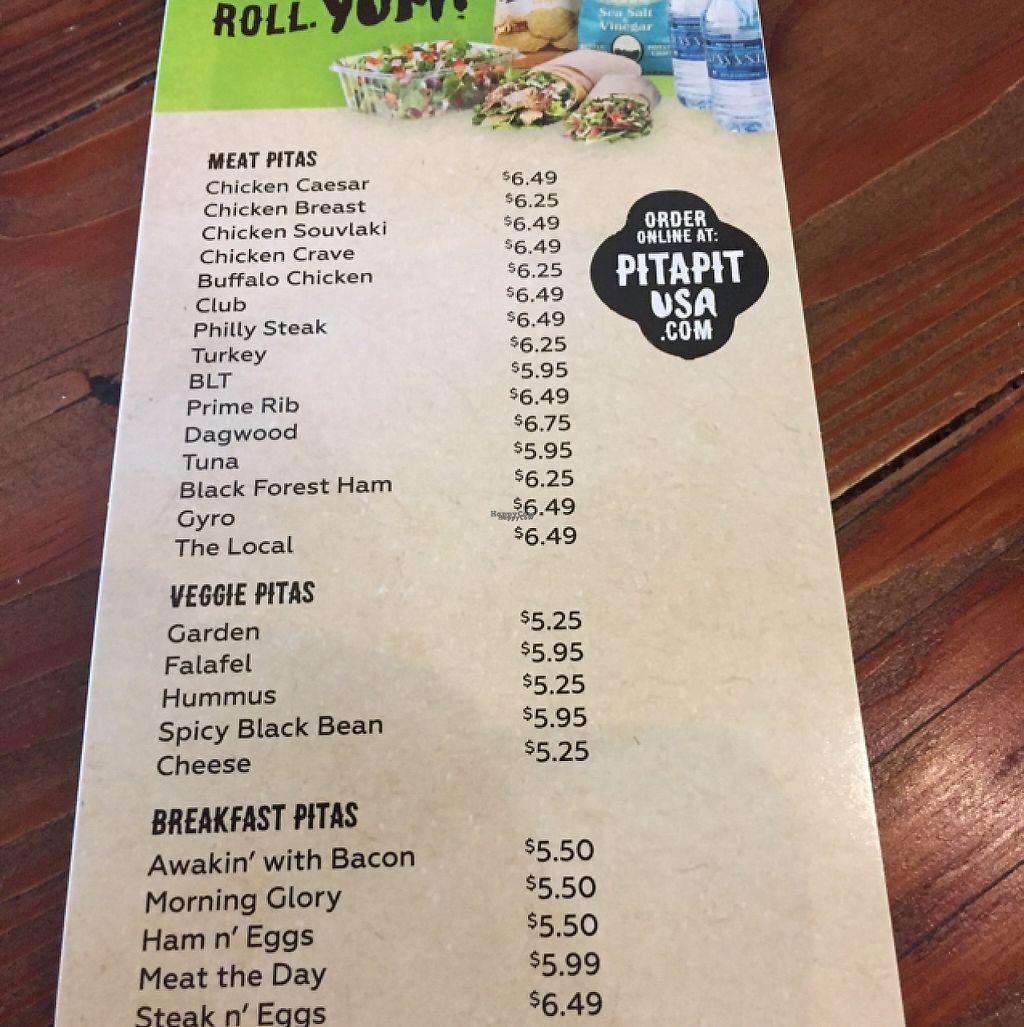 ROLL. YUM!
Sea Salt
Vinegar
MEAT PITAS
Chicken Caesar $6.49
Chicken Breast $6.25
Chicken Souvlaki $6.49
Chicken Crave $6.49
Buffalo Chicken $6.25
Club $6.49
Philly Steak $6.49
Turkey $6.25
BLT $5.95
Prime Rib $6.49
Dagwood $6.75
Tuna $5.95
Black Forest Ham $6.25
Gyro $6.49
The Local $6.49
ORDER
ONLINE AT:
PITAPIT
USA
.COM
HappyCow
HappyCow
VEGGIE PITAS
Garden $5.25
Falafel $5.95
Hummus $5.25
Spicy Black Bean $5.95
Cheese $5.25
BREAKFAST PITAS
Awakin' with Bacon $5.50
Morning Glory $5.50
Ham n' Eggs $5.50
Meat the Day $5.99
Steak n' Eggs $6.49